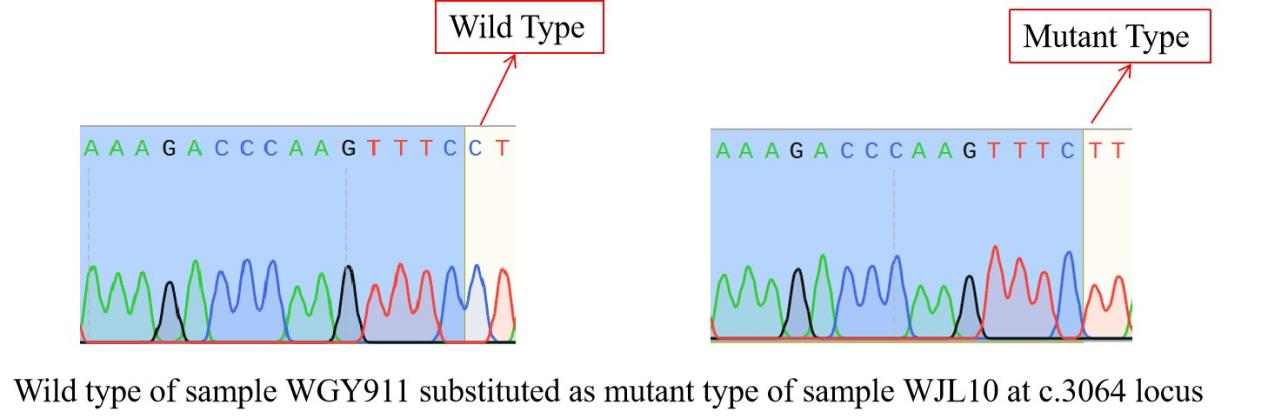 Wild Type
Mutant Type
A A A G A C C C A A G T T T C C T
A A A G A C C C A A G T T T C T T
Wild type of sample WGY911 substituted as mutant type of sample WJL10 at c.3064 locus